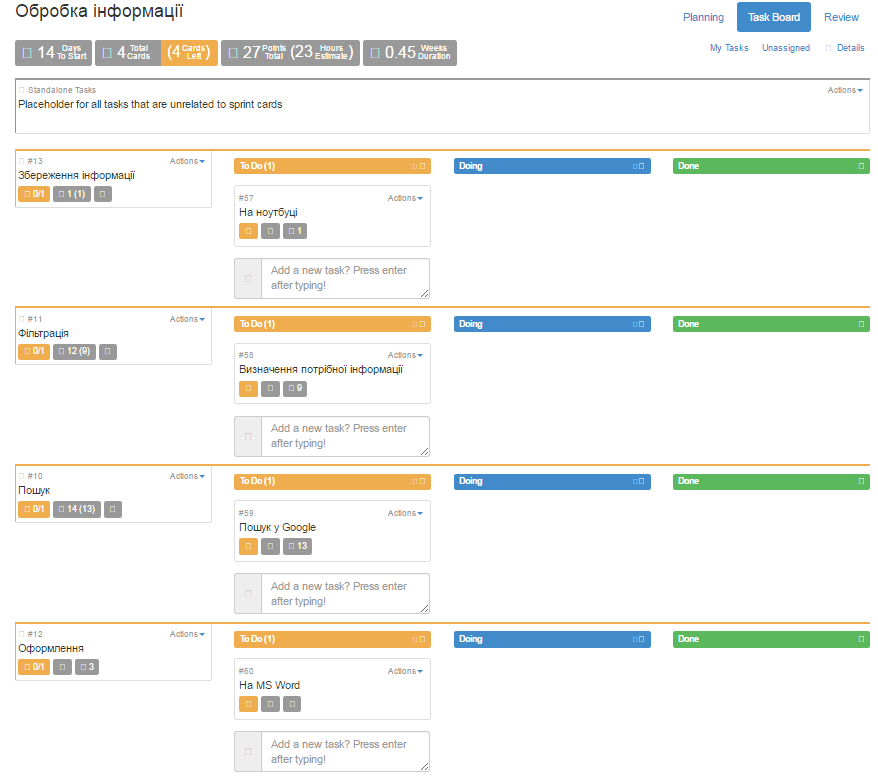 Обробка інформації
Planning Task Board Review
14 Days To Start 4 Total Cards (4 Cards Left) 27 Points Total (23 Hours Estimate) 0.45 Weeks Duration
My Tasks Unassigned Details
Standalone Tasks Actions
Placeholder for all tasks that are unrelated to sprint cards
#13 Actions
Збереження інформації
0/1 1 (1)
To Do (1) Doing Done
#57 Actions
На ноутбуці
1
Add a new task? Press enter
after typing!
#11 Actions
Фільтрація
0/1 12 (9)
To Do (1) Doing Done
#58 Actions
Визначення потрібної інформації
9
Add a new task? Press enter
after typing!
#10 Actions
Пошук
0/1 14 (13)
To Do (1) Doing Done
#59 Actions
Пошук у Google
13
Add a new task? Press enter
after typing!
#12 Actions
Оформлення
0/1 3
To Do (1) Doing Done
#60 Actions
На MS Word
Add a new task? Press enter
after typing!